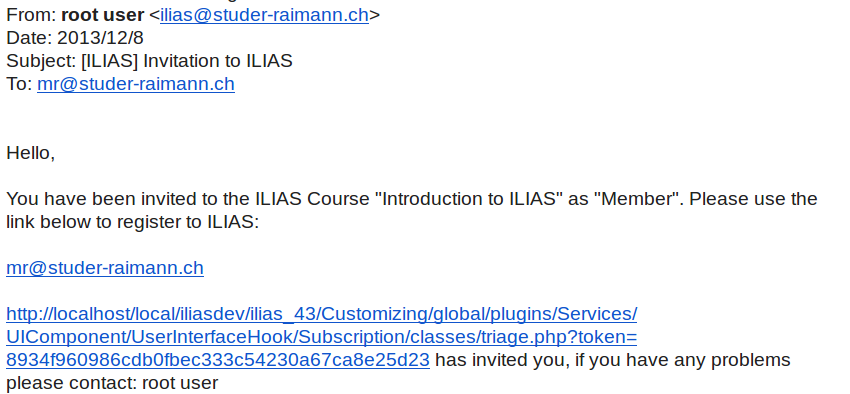 From: root user <ilias@studer-raimann.ch>
Date: 2013/12/8
Subject: [ILIAS] Invitation to ILIAS
To: mr@studer-raimann.ch
Hello,
You have been invited to the ILIAS Course "Introduction to ILIAS" as "Member". Please use the
link below to register to ILIAS:
mr@studer-raimann.ch
http://localhost/local/iliasdev/ilias_43/Customizing/global/plugins/Services/
UIComponent/UserInterfaceHook/Subscription/classes/triage.php?token=
8934f960986cdb0fbec333c54230a67ca8e25d23 has invited you, if you have any problems
please contact: root user